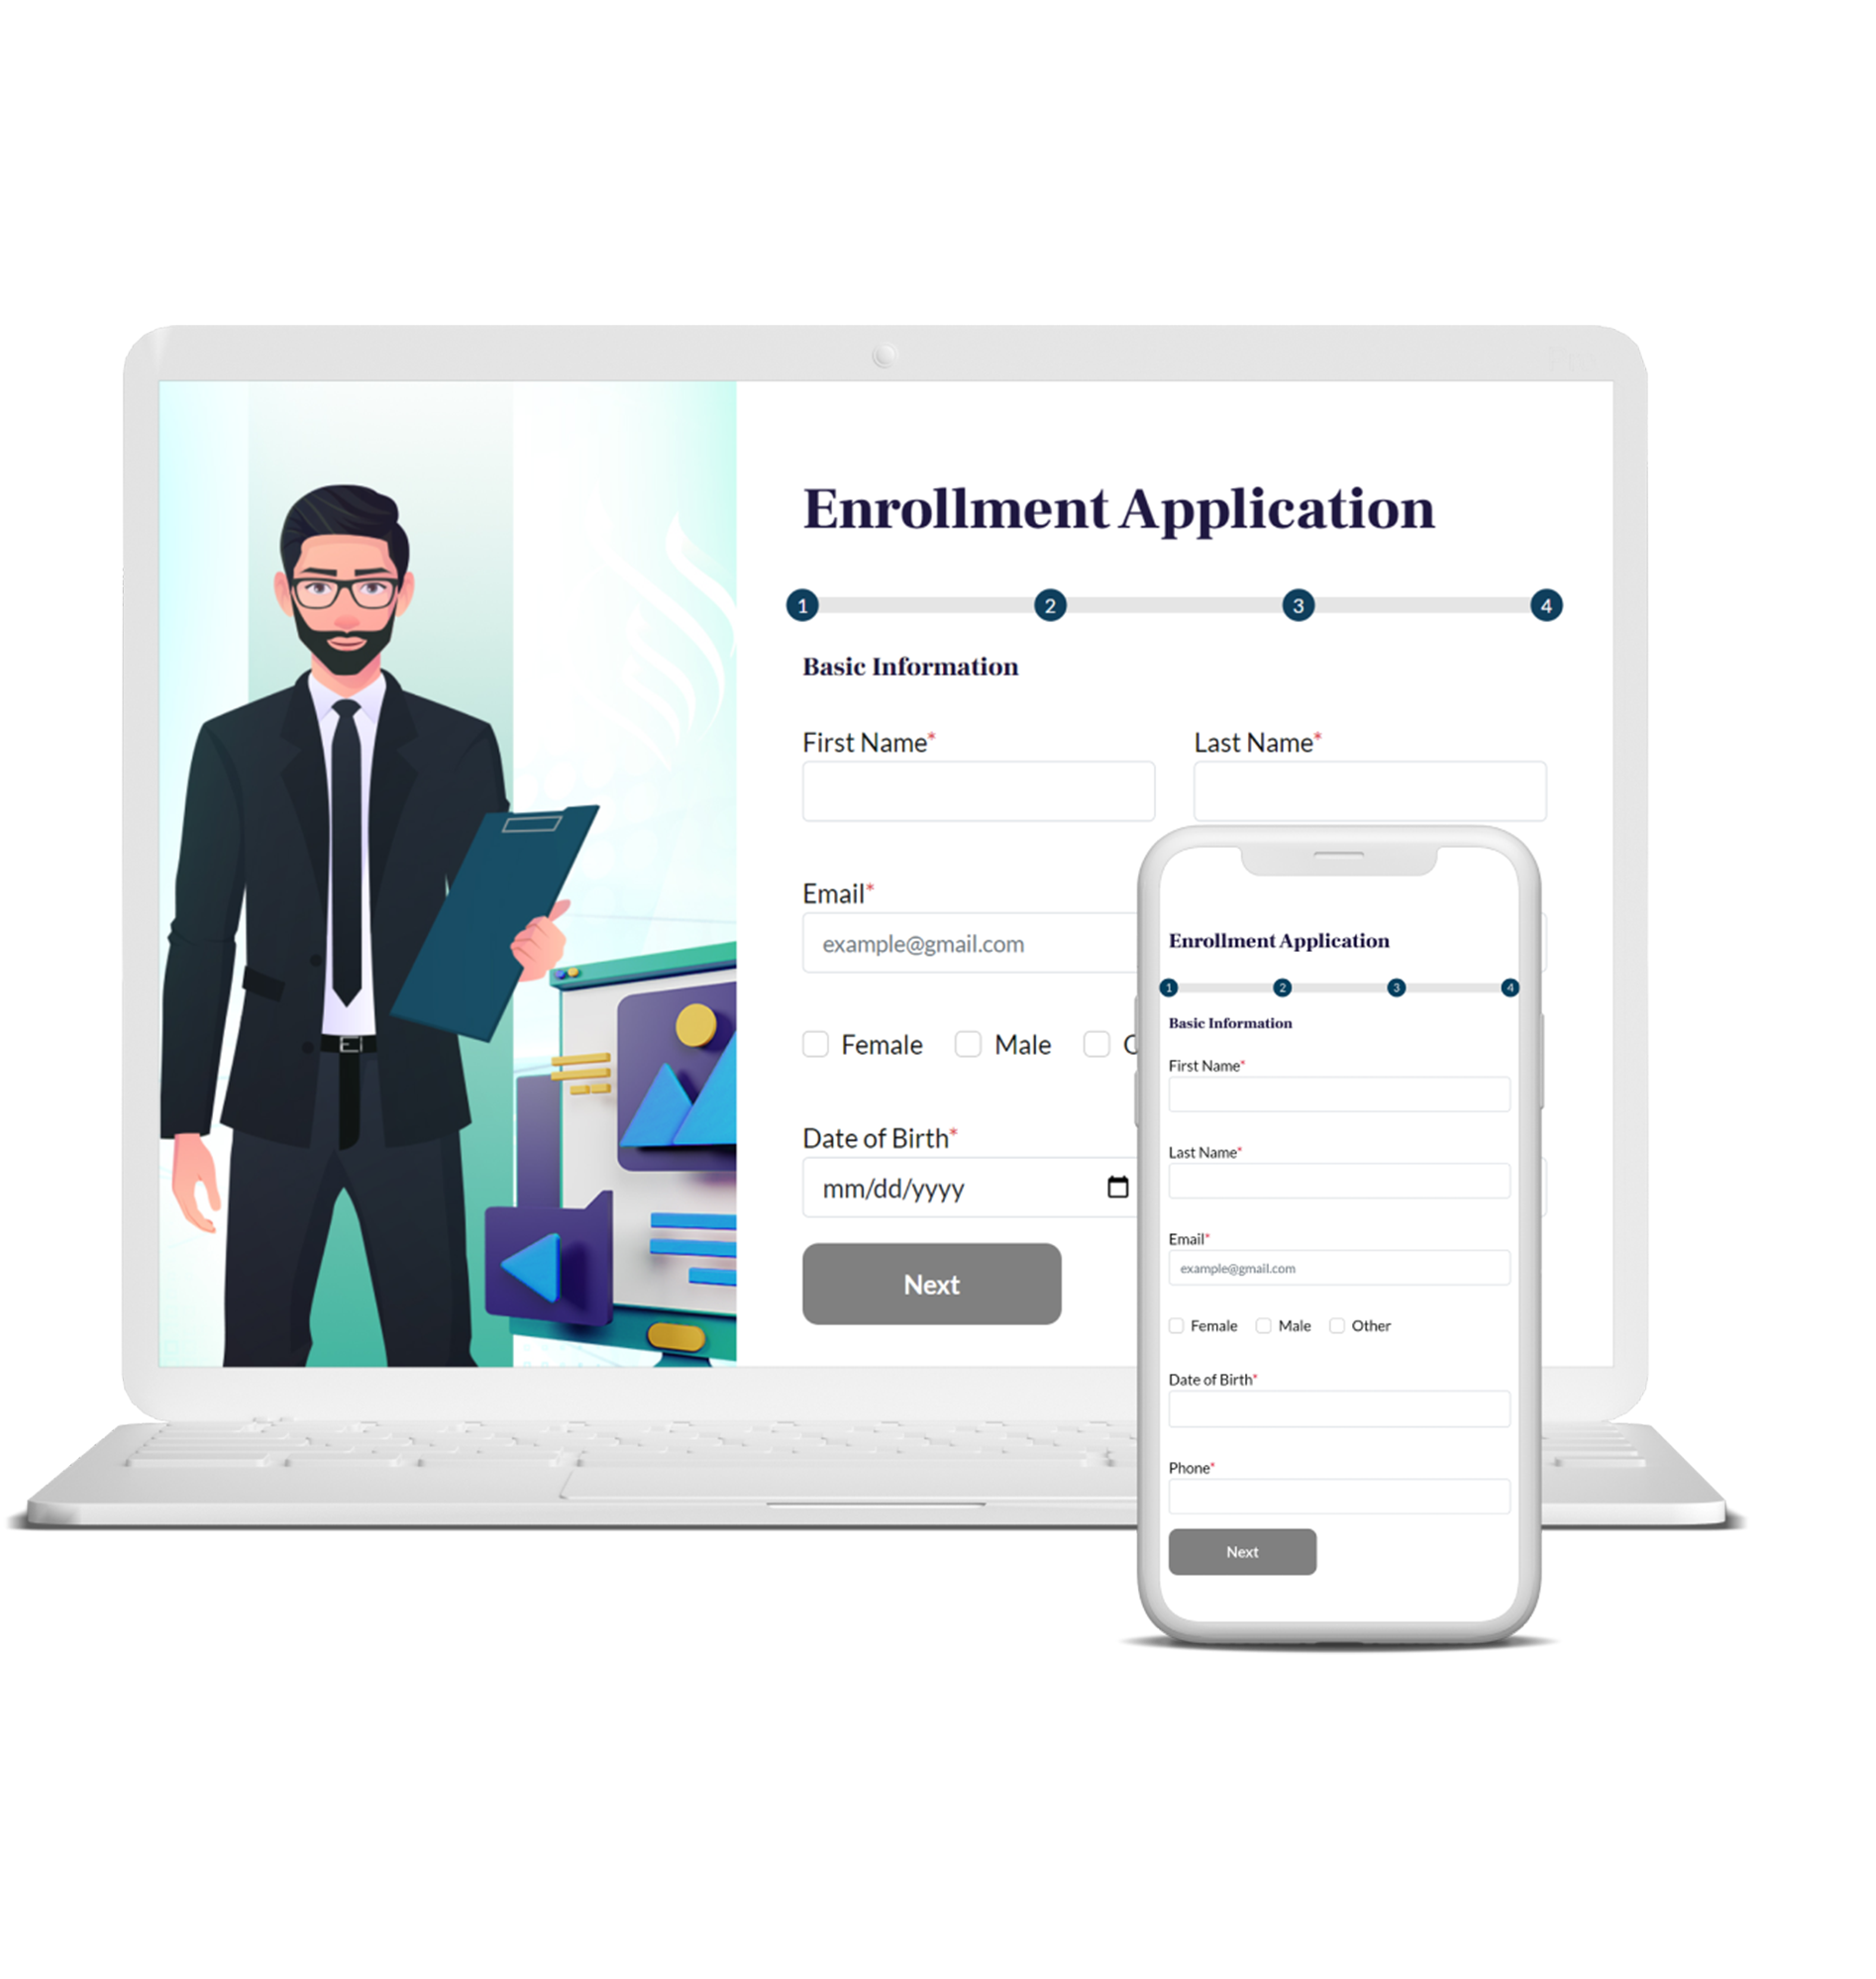 Enrollment Application
1 2 3 4
Basic Information
First Name* Last Name*
Email*
example@gmail.com
Female Male
Date of Birth*
mm/dd/yyyy
Next
Enrollment Application
1 2 3 4
Basic Information
First Name*
Last Name*
Email*
example@gmail.com
Female Male Other
Date of Birth*
Phone*
Next